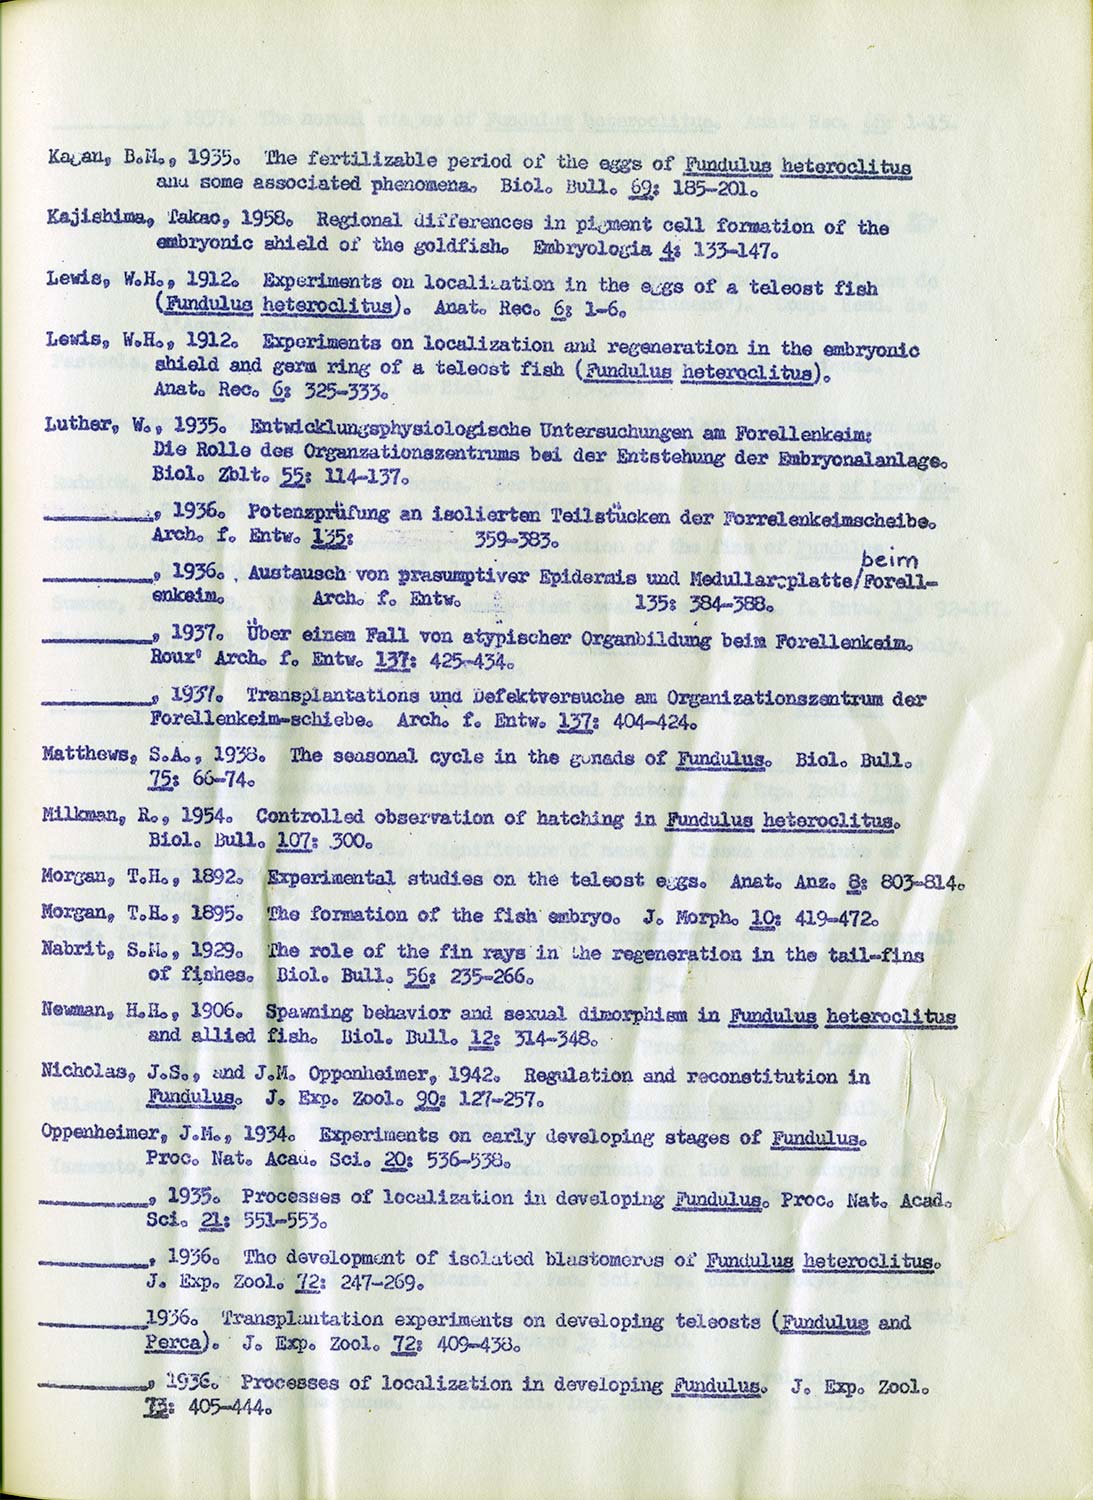 Kagan, B.M., 1935. The fertilizable period of the eggs of Fundulus heteroclitus
and some associated phenomena. Biol. Bull. 69: 185-201.
Kajishima, Takao, 1958. Regional differences in pigment cell formation of the
embryonic shield of the goldfish. Embryologia 4: 133-147.
Lewis, W.H., 1912. Experiments on localization in the eggs of a teleost fish
(Fundulus heteroclitus). Anat. Rec. 6: 1-6.
Lewis, W.H., 1912. Experiments on localization and regeneration in the embryonic
shield and germ ring of a teleost fish (Fundulus heteroclitus).
Anat. Rec. 6: 325-333.
Luther, W., 1935. Entwicklungsphysiologische Untersuchungen am Forellenkeim:
Die Rolle des Organzationszentrums bei der Entstehung der Embryonalanlage.
Biol. Zblt. 55: 114-137.
________, 1936. Potenzprüfung an isolierten Teilstücken der Forrelenkeimscheibe.
Arch. f. Entw. 135: 359-383.
________, 1936. Austausch von prasumptiver Epidermis und Medullarplatte/beim Forell-
enkeim. Arch. f. Entw. 135: 384-388.
________, 1937. Über einem Fall von atypischer Organbildung beim Forellenkeim.
Roux' Arch. f. Entw. 137: 425-434.
________, 1937. Transplantations und Defektversuche am Organizationszentrum der
Forellenkeim-schiebe. Arch. f. Entw. 137: 404-424.
Matthews, S.A., 1938. The seasonal cycle in the gonads of Fundulus. Biol. Bull.
75: 66-74.
Milkman, R., 1954. Controlled observation of hatching in Fundulus heteroclitus.
Biol. Bull. 107: 300.
Morgan, T.H., 1892. Experimental studies on the teleost eggs. Anat. Anz. 8: 803-814.
Morgan, T.H., 1895. The formation of the fish embryo. J. Morph. 10: 419-472.
Nabrit, S.M., 1929. The role of the fin rays in the regeneration in the tail-fins
of fishes. Biol. Bull. 56: 235-266.
Newman, H.H., 1906. Spawning behavior and sexual dimorphism in Fundulus heteroclitus
and allied fish. Biol. Bull. 12: 314-348.
Nicholas, J.S., and J.M. Oppenheimer, 1942. Regulation and reconstitution in
Fundulus. J. Exp. Zool. 90: 127-257.
Oppenheimer, J.M., 1934. Experiments on early developing stages of Fundulus.
Proc. Nat. Acad. Sci. 20: 536-538.
________, 1935. Processes of localization in developing Fundulus. Proc. Nat. Acad.
Sci. 21: 551-553.
________, 1936. The development of isolated blastomeres of Fundulus heteroclitus.
J. Exp. Zool. 72: 247-269.
________1936. Transplantation experiments on developing teleosts (Fundulus and
Perca). J. Exp. Zool. 72: 409-438.
________, 1936. Processes of localization in developing Fundulus. J. Exp. Zool.
73: 405-444.